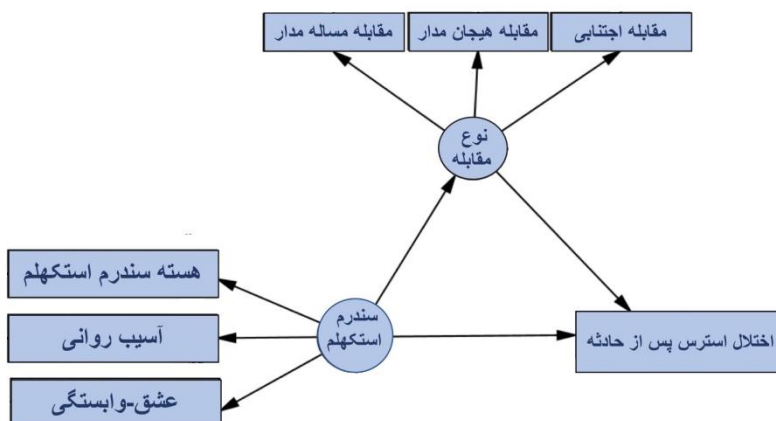 مقابله اجتنابی
مقابله هیجان مدار
مقابله مساله مدار
نوع
مقابله
هسته سندرم استکهلم
آسیب روانی
عشق-وابستگی
سندرم
استکهلم
اختلال استرس پس از حادثه